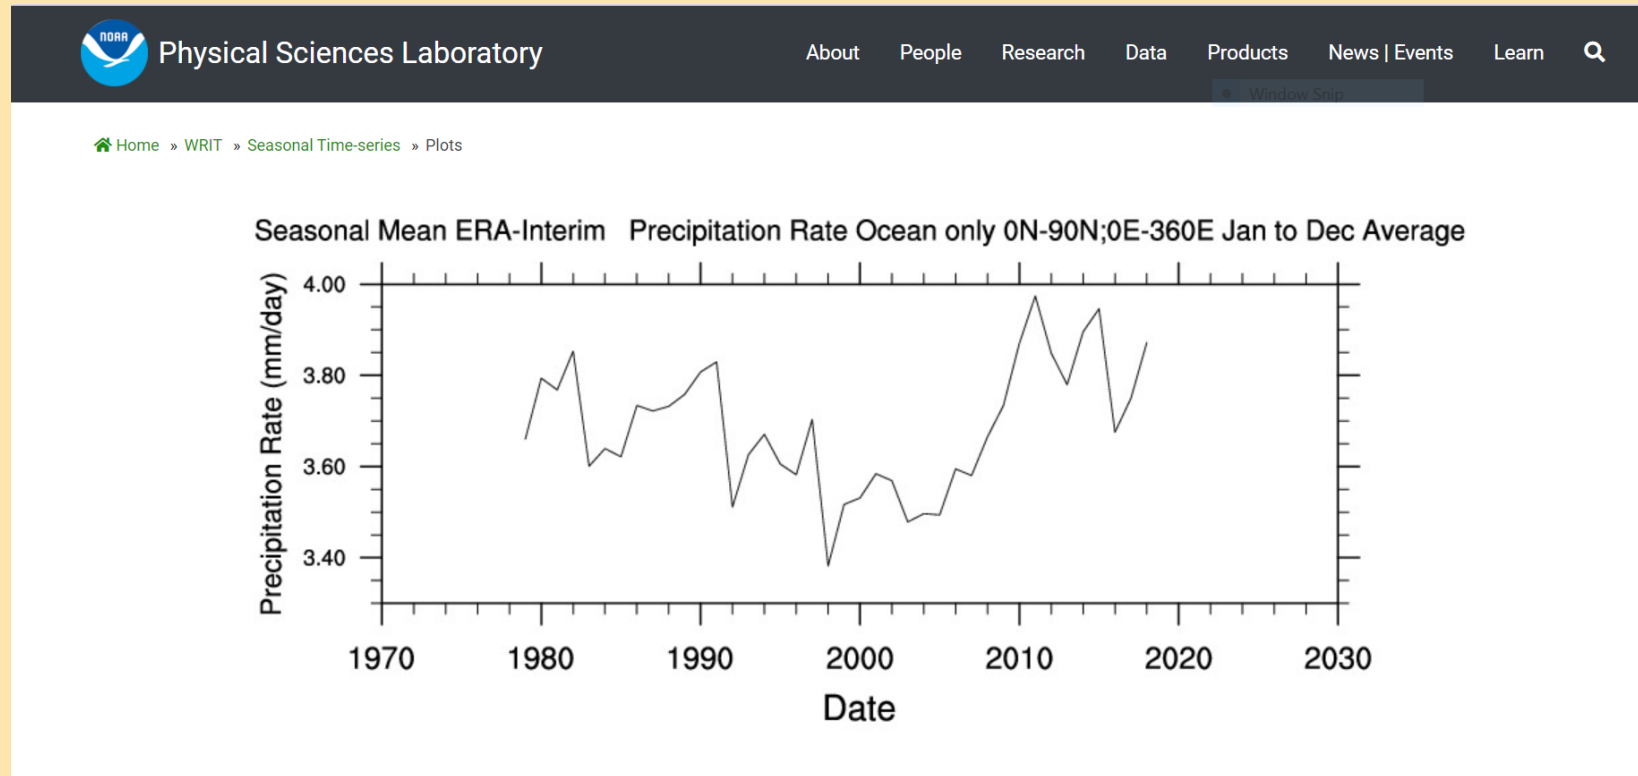 NOAA
Physical Sciences Laboratory
About People Research Data Products News | Events Learn
Window Snip
Home » WRIT » Seasonal Time-series » Plots
Seasonal Mean ERA-Interim Precipitation Rate Ocean only 0N-90N;0E-360E Jan to Dec Average
Precipitation Rate (mm/day)
4.00
3.80
3.60
3.40
1970 1980 1990 2000 2010 2020 2030
Date